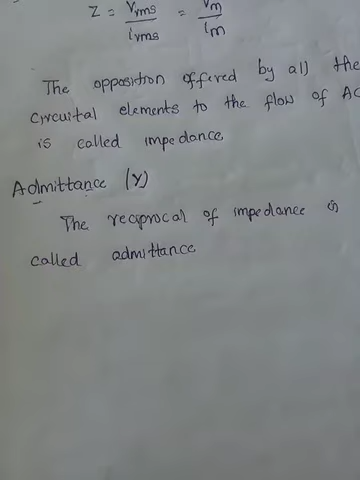 Z = Vrms / irms = Vm / im
The opposition offered by all the
circuital elements to the flow of AC
is called impedance
Admittance (Y)
The reciprocal of impedance is
called admittance